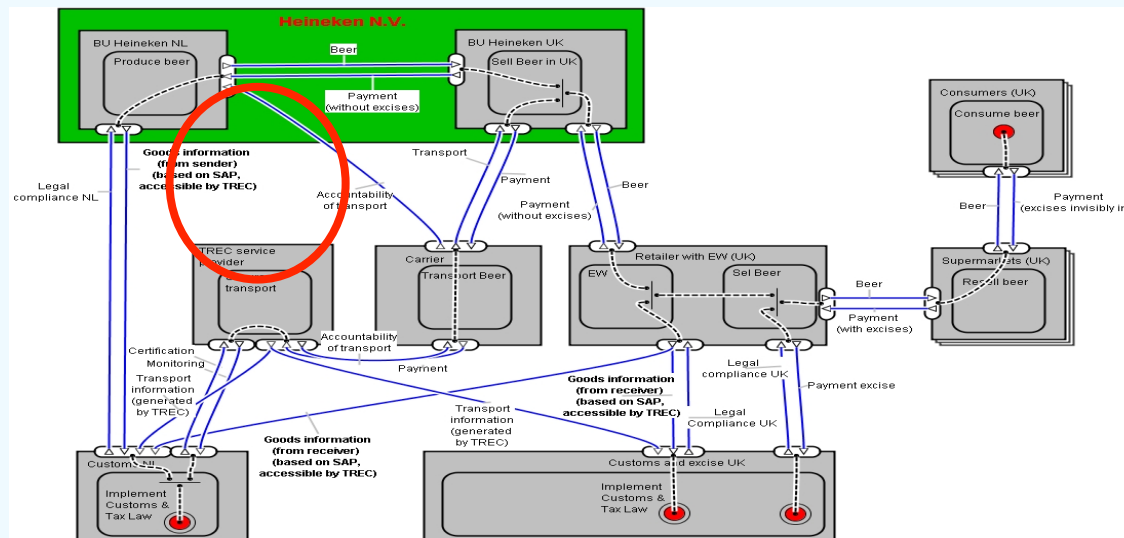 Heineken N.V.
BU Heineken NL
Produce beer
Beer
Payment
(without excises)
BU Heineken UK
Sell Beer in UK
Consumers (UK)
Consume beer
Legal
compliance NL
Goods information
(from sender)
(based on SAP,
accessible by TREC)
Accountability
of transport
Transport
Payment
Payment
(without excises)
Beer
Beer
Payment
(excises invisibly in
TREC service
provider
transport
Carrier
Transport Beer
Retailer with EW (UK)
EW
Sel Beer
Beer
Payment
(with excises)
Supermarkets (UK)
Resell beer
Certification
Monitoring
Transport
information
(generated
by TREC)
Accountability
of transport
Payment
Goods information
(from receiver)
(based on SAP,
accessible by TREC)
Transport
information
(generated
by TREC)
Goods information
(from receiver)
(based on SAP,
accessible by TREC)
Legal
Compliance UK
Legal
compliance UK
Payment excise
Customs NL
Implement
Customs &
Tax Law
Customs and excise UK
Implement
Customs &
Tax Law